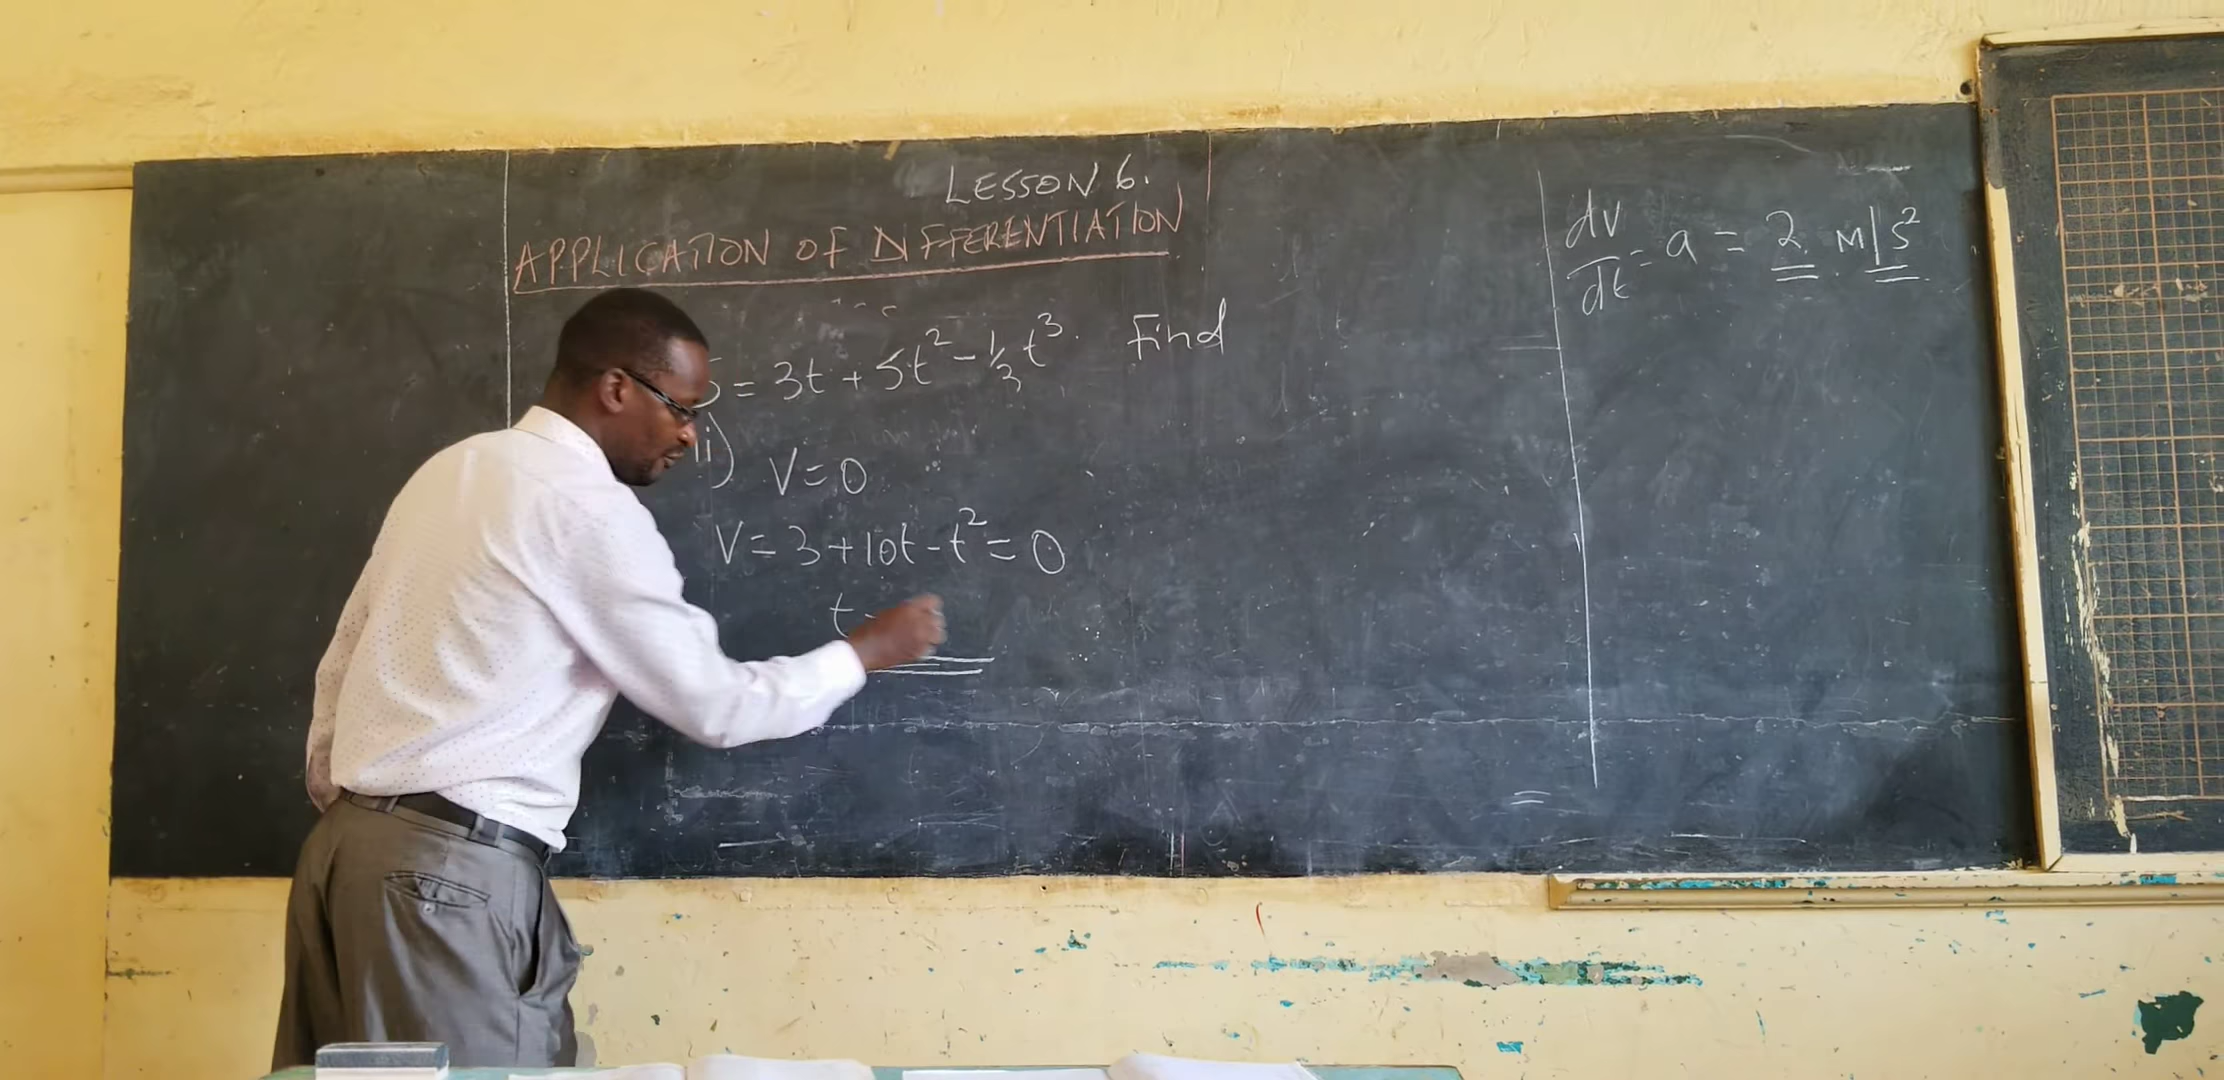 LESSON 6.
APPLICATION OF DIFFERENTIATION
S = 3t + 5t² - ⅓t³. Find
ii) V = 0
V = 3 + 10t - t² = 0
t
dv/dt = a = 2 M/S²